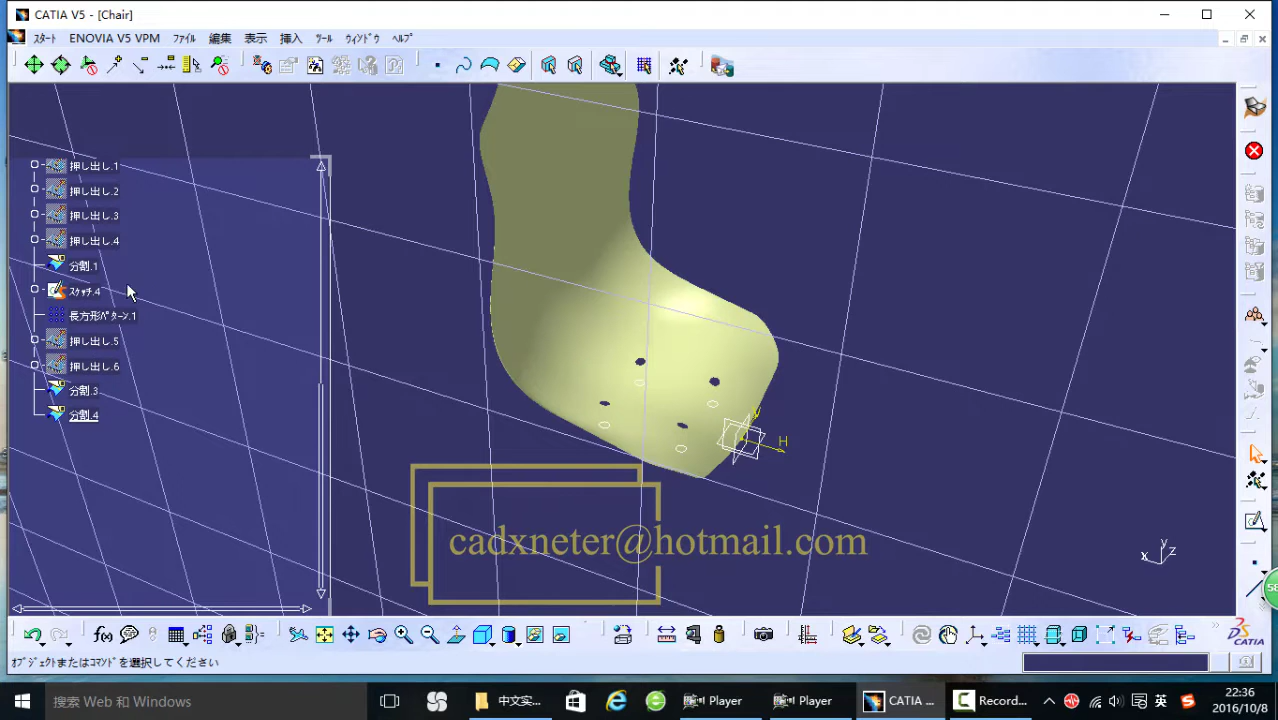 CATIA V5 - [Chair]
スタート ENOVIA V5 VPM ファイル 編集 表示 挿入 ツール ウィンドウ ヘルプ
押し出し.1
押し出し.2
押し出し.3
押し出し.4
分割.1
スケッチ.4
長方形パターン.1
押し出し.5
押し出し.6
分割.3
分割.4
V
H
cadxneter@hotmail.com
y
x z
f(x)
CATIA
58
オブジェクトまたはコマンドを選択してください
搜索 Web 和 Windows
中文实...
Player
Player
CATIA ...
Record...
英
22:36
2016/10/8